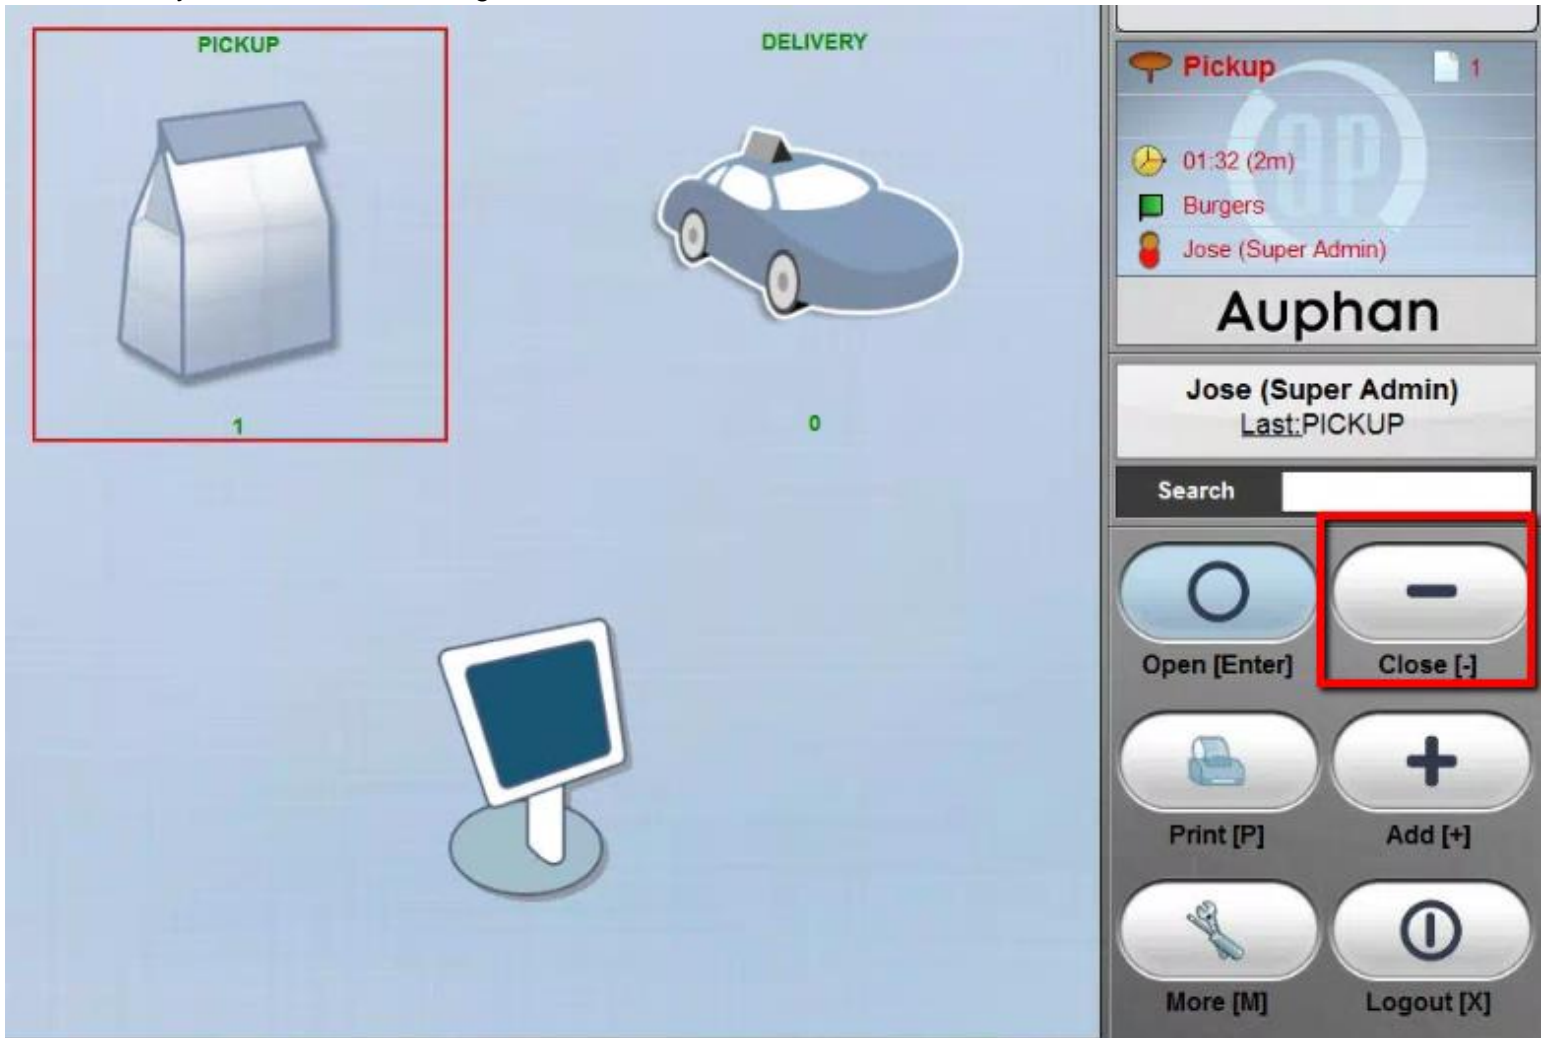 PICKUP
1
DELIVERY
0
Pickup 1
01:32 (2m)
Burgers
Jose (Super Admin)
Auphan
Jose (Super Admin)
Last:PICKUP
Search
Open [Enter]
Close [-]
Print [P]
Add [+]
More [M]
Logout [X]